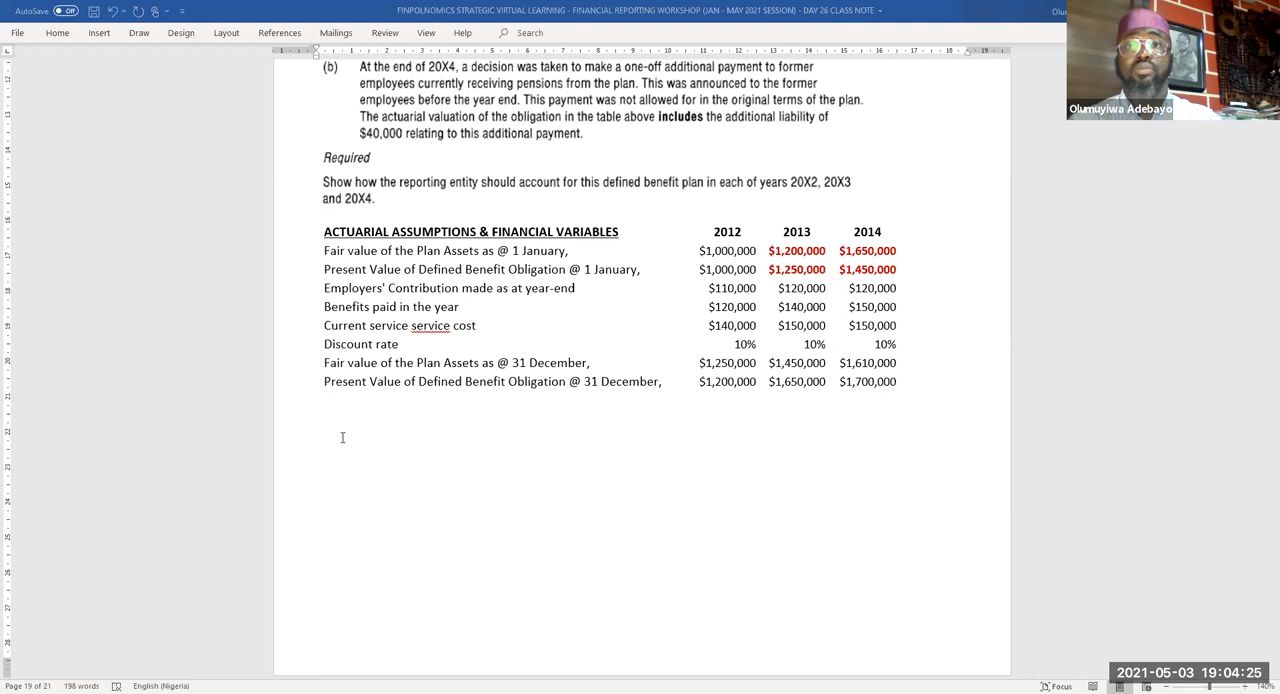 AutoSave Off FINPOLNOMICS STRATEGIC VIRTUAL LEARNING - FINANCIAL REPORTING WORKSHOP (JAN - MAY 2021 SESSION) - DAY 26 CLASS NOTE
File Home Insert Draw Design Layout References Mailings Review View Help Search
(b) At the end of 20X4, a decision was taken to make a one-off additional payment to former
employees currently receiving pensions from the plan. This was announced to the former
employees before the year end. This payment was not allowed for in the original terms of the plan.
The actuarial valuation of the obligation in the table above includes the additional liability of
$40,000 relating to this additional payment.
Required
Show how the reporting entity should account for this defined benefit plan in each of years 20X2, 20X3
and 20X4.
ACTUARIAL ASSUMPTIONS & FINANCIAL VARIABLES 2012 2013 2014
Fair value of the Plan Assets as @ 1 January, $1,000,000 $1,200,000 $1,650,000
Present Value of Defined Benefit Obligation @ 1 January, $1,000,000 $1,250,000 $1,450,000
Employers' Contribution made as at year-end $110,000 $120,000 $120,000
Benefits paid in the year $120,000 $140,000 $150,000
Current service service cost $140,000 $150,000 $150,000
Discount rate 10% 10% 10%
Fair value of the Plan Assets as @ 31 December, $1,250,000 $1,450,000 $1,610,000
Present Value of Defined Benefit Obligation @ 31 December, $1,200,000 $1,650,000 $1,700,000
Olumuyiwa Adebayo
2021-05-03 19:04:25
Page 19 of 21 198 words English (Nigeria) Focus 140%